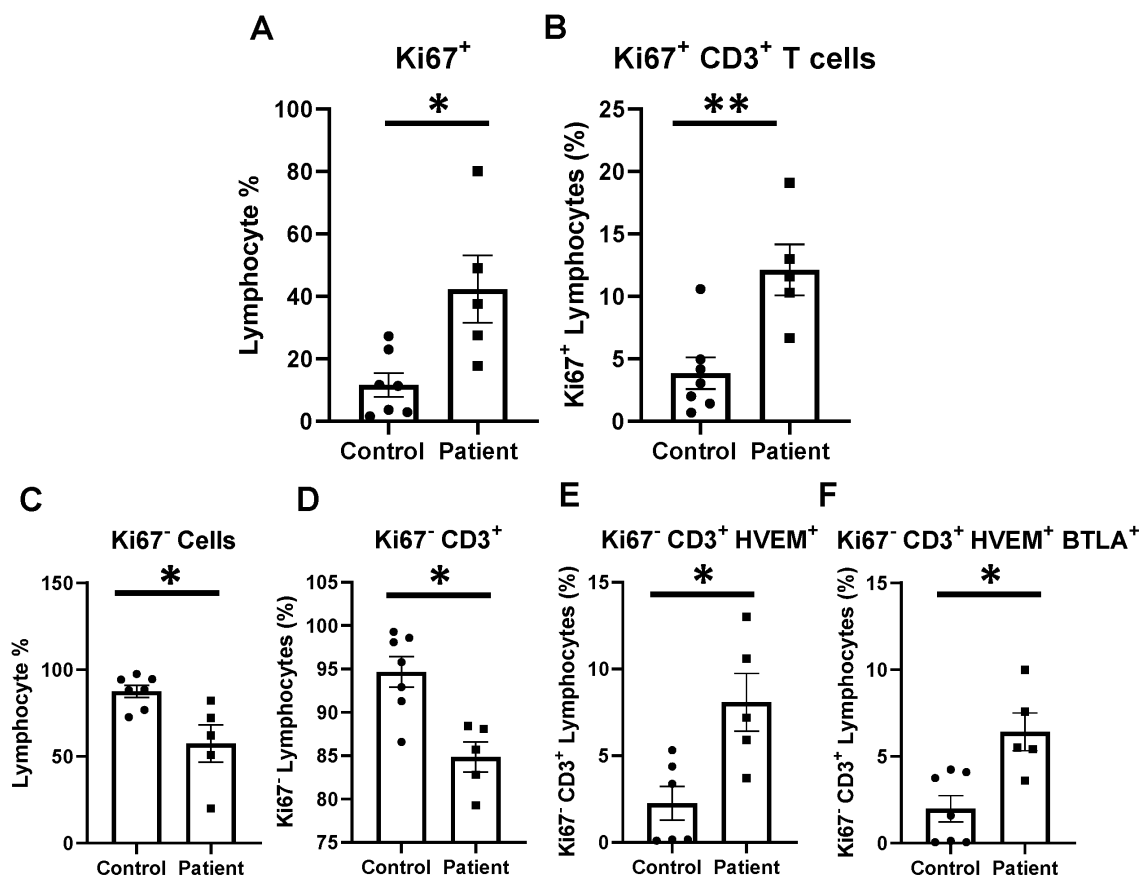 A
Ki67⁺
*
Lymphocyte %
100
80
60
40
20
0
Control Patient
B
Ki67⁺ CD3⁺ T cells
**
Ki67⁺ Lymphocytes (%)
25
20
15
10
5
0
Control Patient
C
Ki67⁻ Cells
*
Lymphocyte %
150
100
50
0
Control Patient
D
Ki67⁻ CD3⁺
*
Ki67⁻ Lymphocytes (%)
105
100
95
90
85
80
75
Control Patient
E
Ki67⁻ CD3⁺ HVEM⁺
*
Ki67⁻ CD3⁺ Lymphocytes (%)
15
10
5
0
Control Patient
F
Ki67⁻ CD3⁺ HVEM⁺ BTLA⁺
*
Ki67⁻ CD3⁺ Lymphocytes (%)
15
10
5
0
Control Patient